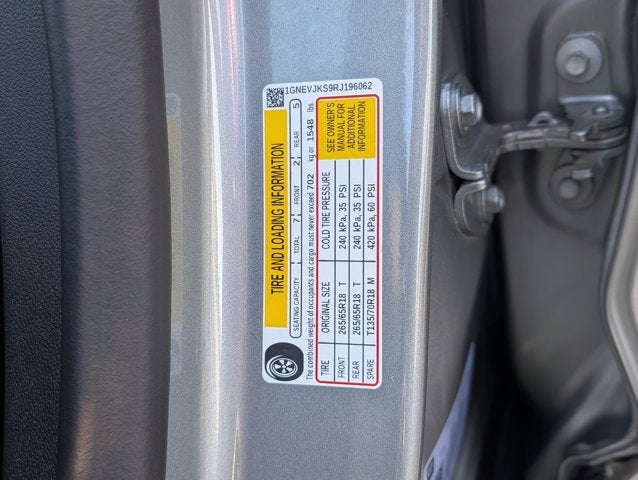 1GNEVJKS9RJ196062
TIRE AND LOADING INFORMATION
SEATING CAPACITY TOTAL 7 FRONT 2 REAR 5
The combined weight of occupants and cargo must never exceed 702 kg or 1548 lbs.
TIRE ORIGINAL SIZE COLD TIRE PRESSURE
FRONT 265/65R18 T 240 kPa, 35 PSI
REAR 265/65R18 T 240 kPa, 35 PSI
SPARE T135/70R18 M 420 kPa, 60 PSI
SEE OWNER'S
MANUAL FOR
ADDITIONAL
INFORMATION